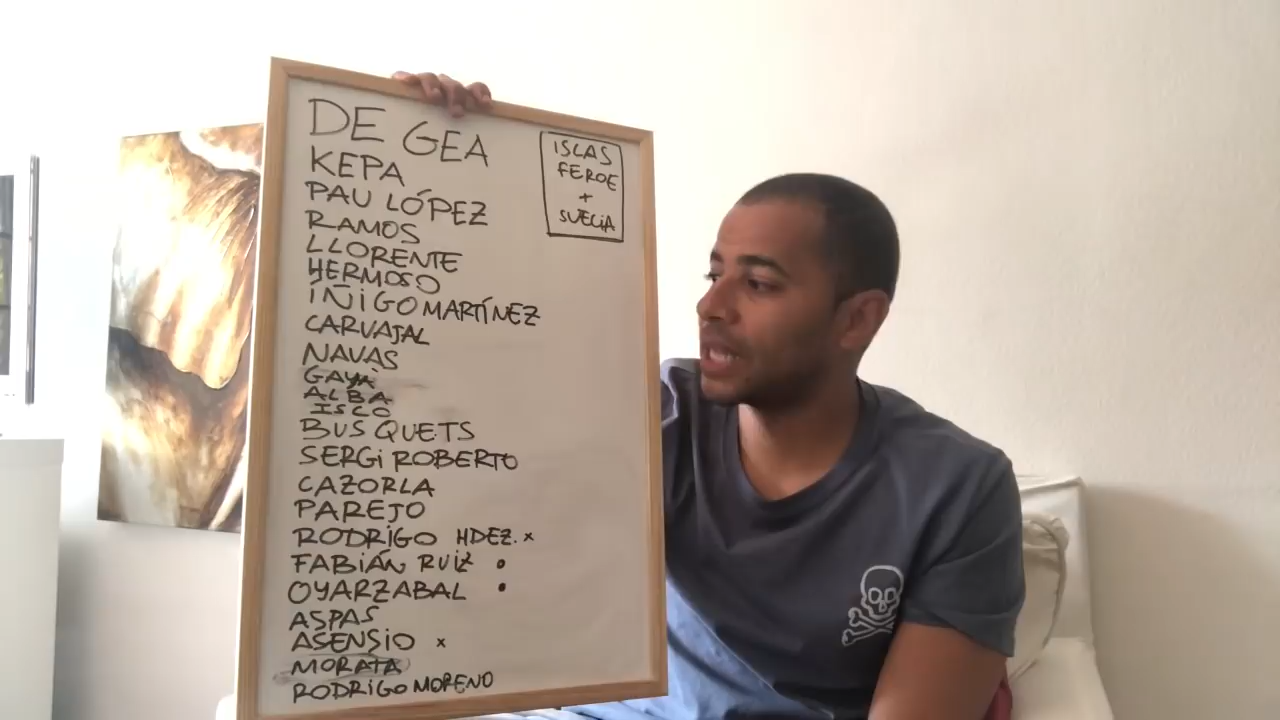 DE GEA
KEPA
PAU LÓPEZ
RAMOS
LLORENTE
HERMOSO
IÑIGO MARTÍNEZ
CARVAJAL
NAVAS
GAYÀ
ALBA
ISCO
BUSQUETS
SERGI ROBERTO
CAZORLA
PAREJO
RODRIGO HDEZ. x
FABIÁN RUIZ •
OYARZABAL •
ASPAS
ASENSIO x
MORATA
RODRIGO MORENO
ISLAS
FEROE
+
SUECIA